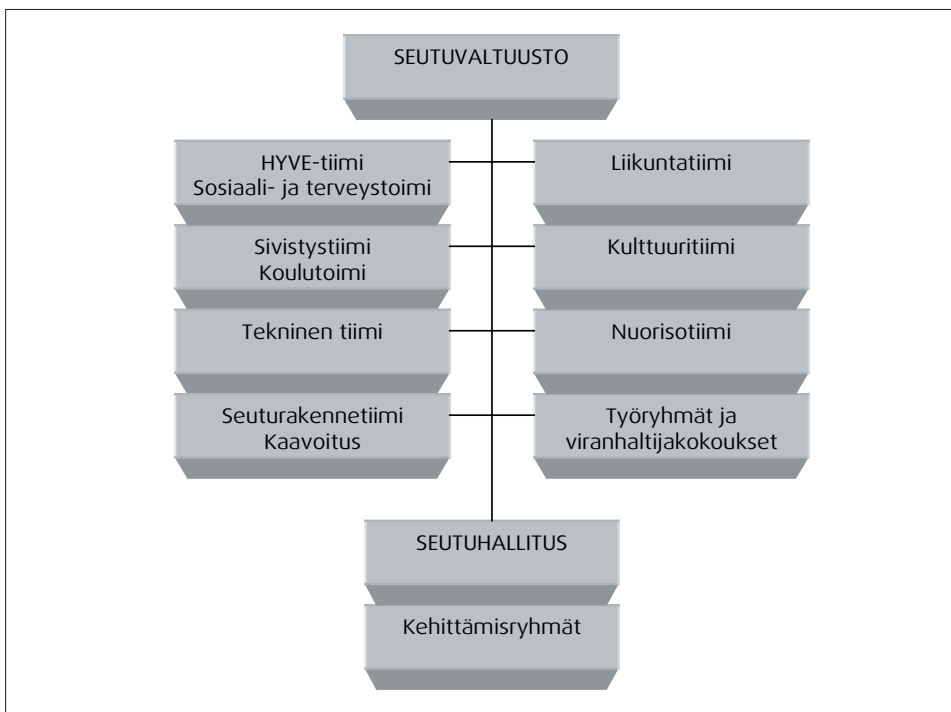 SEUTUVALTUUSTO
HYVE-tiimi
Sosiaali- ja terveystoimi
Liikuntatiimi
Sivistystiimi
Koulutoimi
Kulttuuritiimi
Tekninen tiimi
Nuorisotiimi
Seuturakennetiimi
Kaavoitus
Työryhmät ja
viranhaltijakokoukset
SEUTUHALLITUS
Kehittämisryhmät